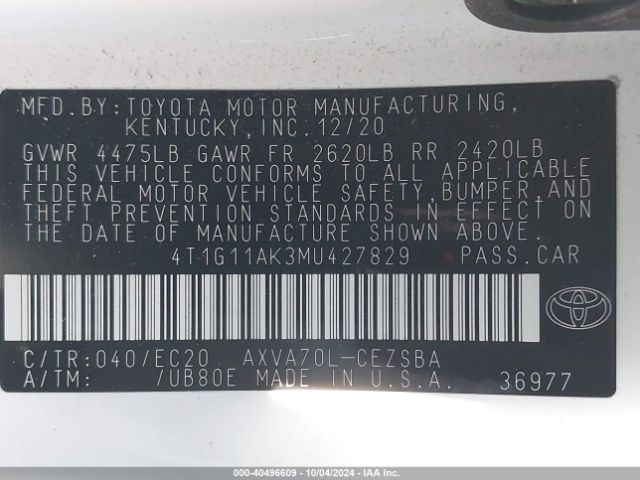 MFD.BY:TOYOTA MOTOR MANUFACTURING,
KENTUCKY,INC.12/20
GVWR 4475LB GAWR FR 2620LB RR 2420LB
THIS VEHICLE CONFORMS TO ALL APPLICABLE
FEDERAL MOTOR VEHICLE SAFETY,BUMPER,AND
THEFT PREVENTION STANDARDS IN EFFECT ON
THE DATE OF MANUFACTURE SHOWN ABOVE.
4T1G11AK3MU427829 PASS.CAR
C/TR:040/EC20 AXVA70L-CEZSBA
A/TM: /UB80E MADE IN U.S.A. 36977
000-40496609 | 10/04/2024 - IAA